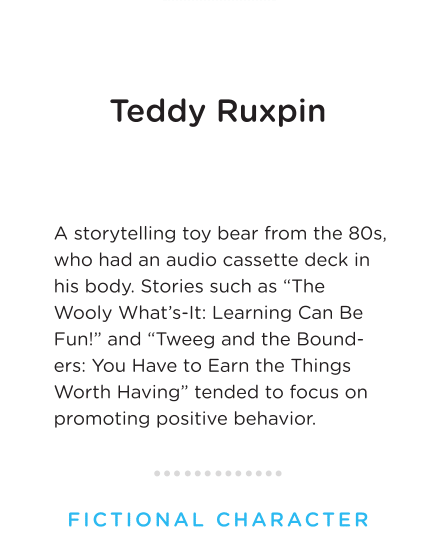 Teddy Ruxpin
A storytelling toy bear from the 80s,
who had an audio cassette deck in
his body. Stories such as “The
Wooly What’s-It: Learning Can Be
Fun!” and “Tweeg and the Bound-
ers: You Have to Earn the Things
Worth Having” tended to focus on
promoting positive behavior.
FICTIONAL CHARACTER